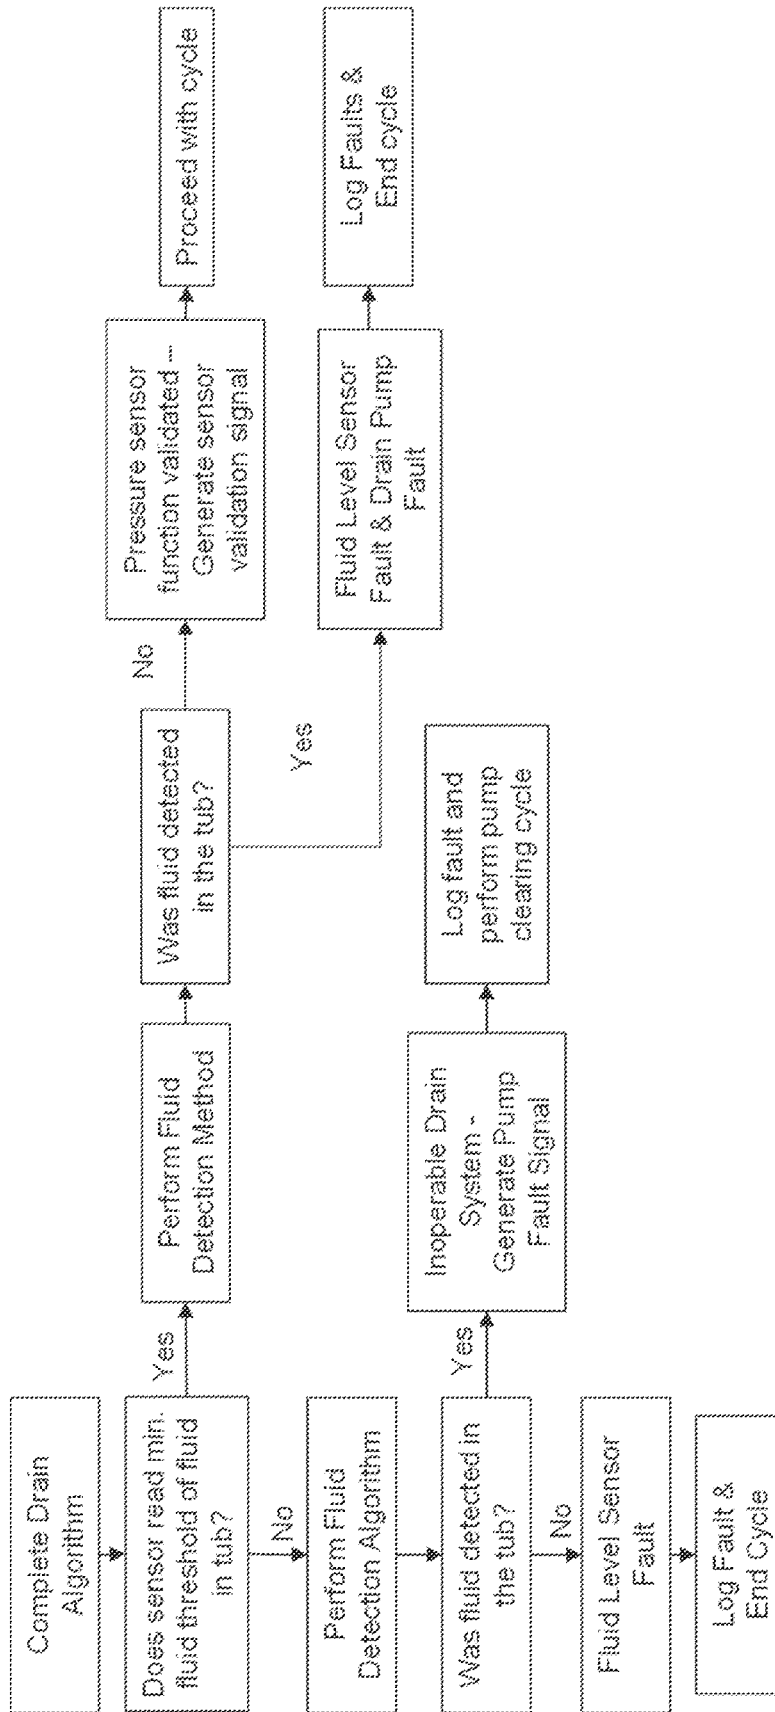 Complete Drain
Algorithm
Does sensor read min.
fluid threshold of fluid
in tub?
Yes
Perform Fluid
Detection Method
Was fluid detected
in the tub?
No
Pressure sensor
function validated --
Generate sensor
validation signal
Proceed with cycle
Yes
Fluid Level Sensor
Fault & Drain Pump
Fault
Log Faults &
End cycle
No
Perform Fluid
Detection Algorithm
Was fluid detected in
the tub?
Yes
Inoperable Drain
System -
Generate Pump
Fault Signal
Log fault and
perform pump
clearing cycle
No
Fluid Level Sensor
Fault
Log Fault &
End Cycle